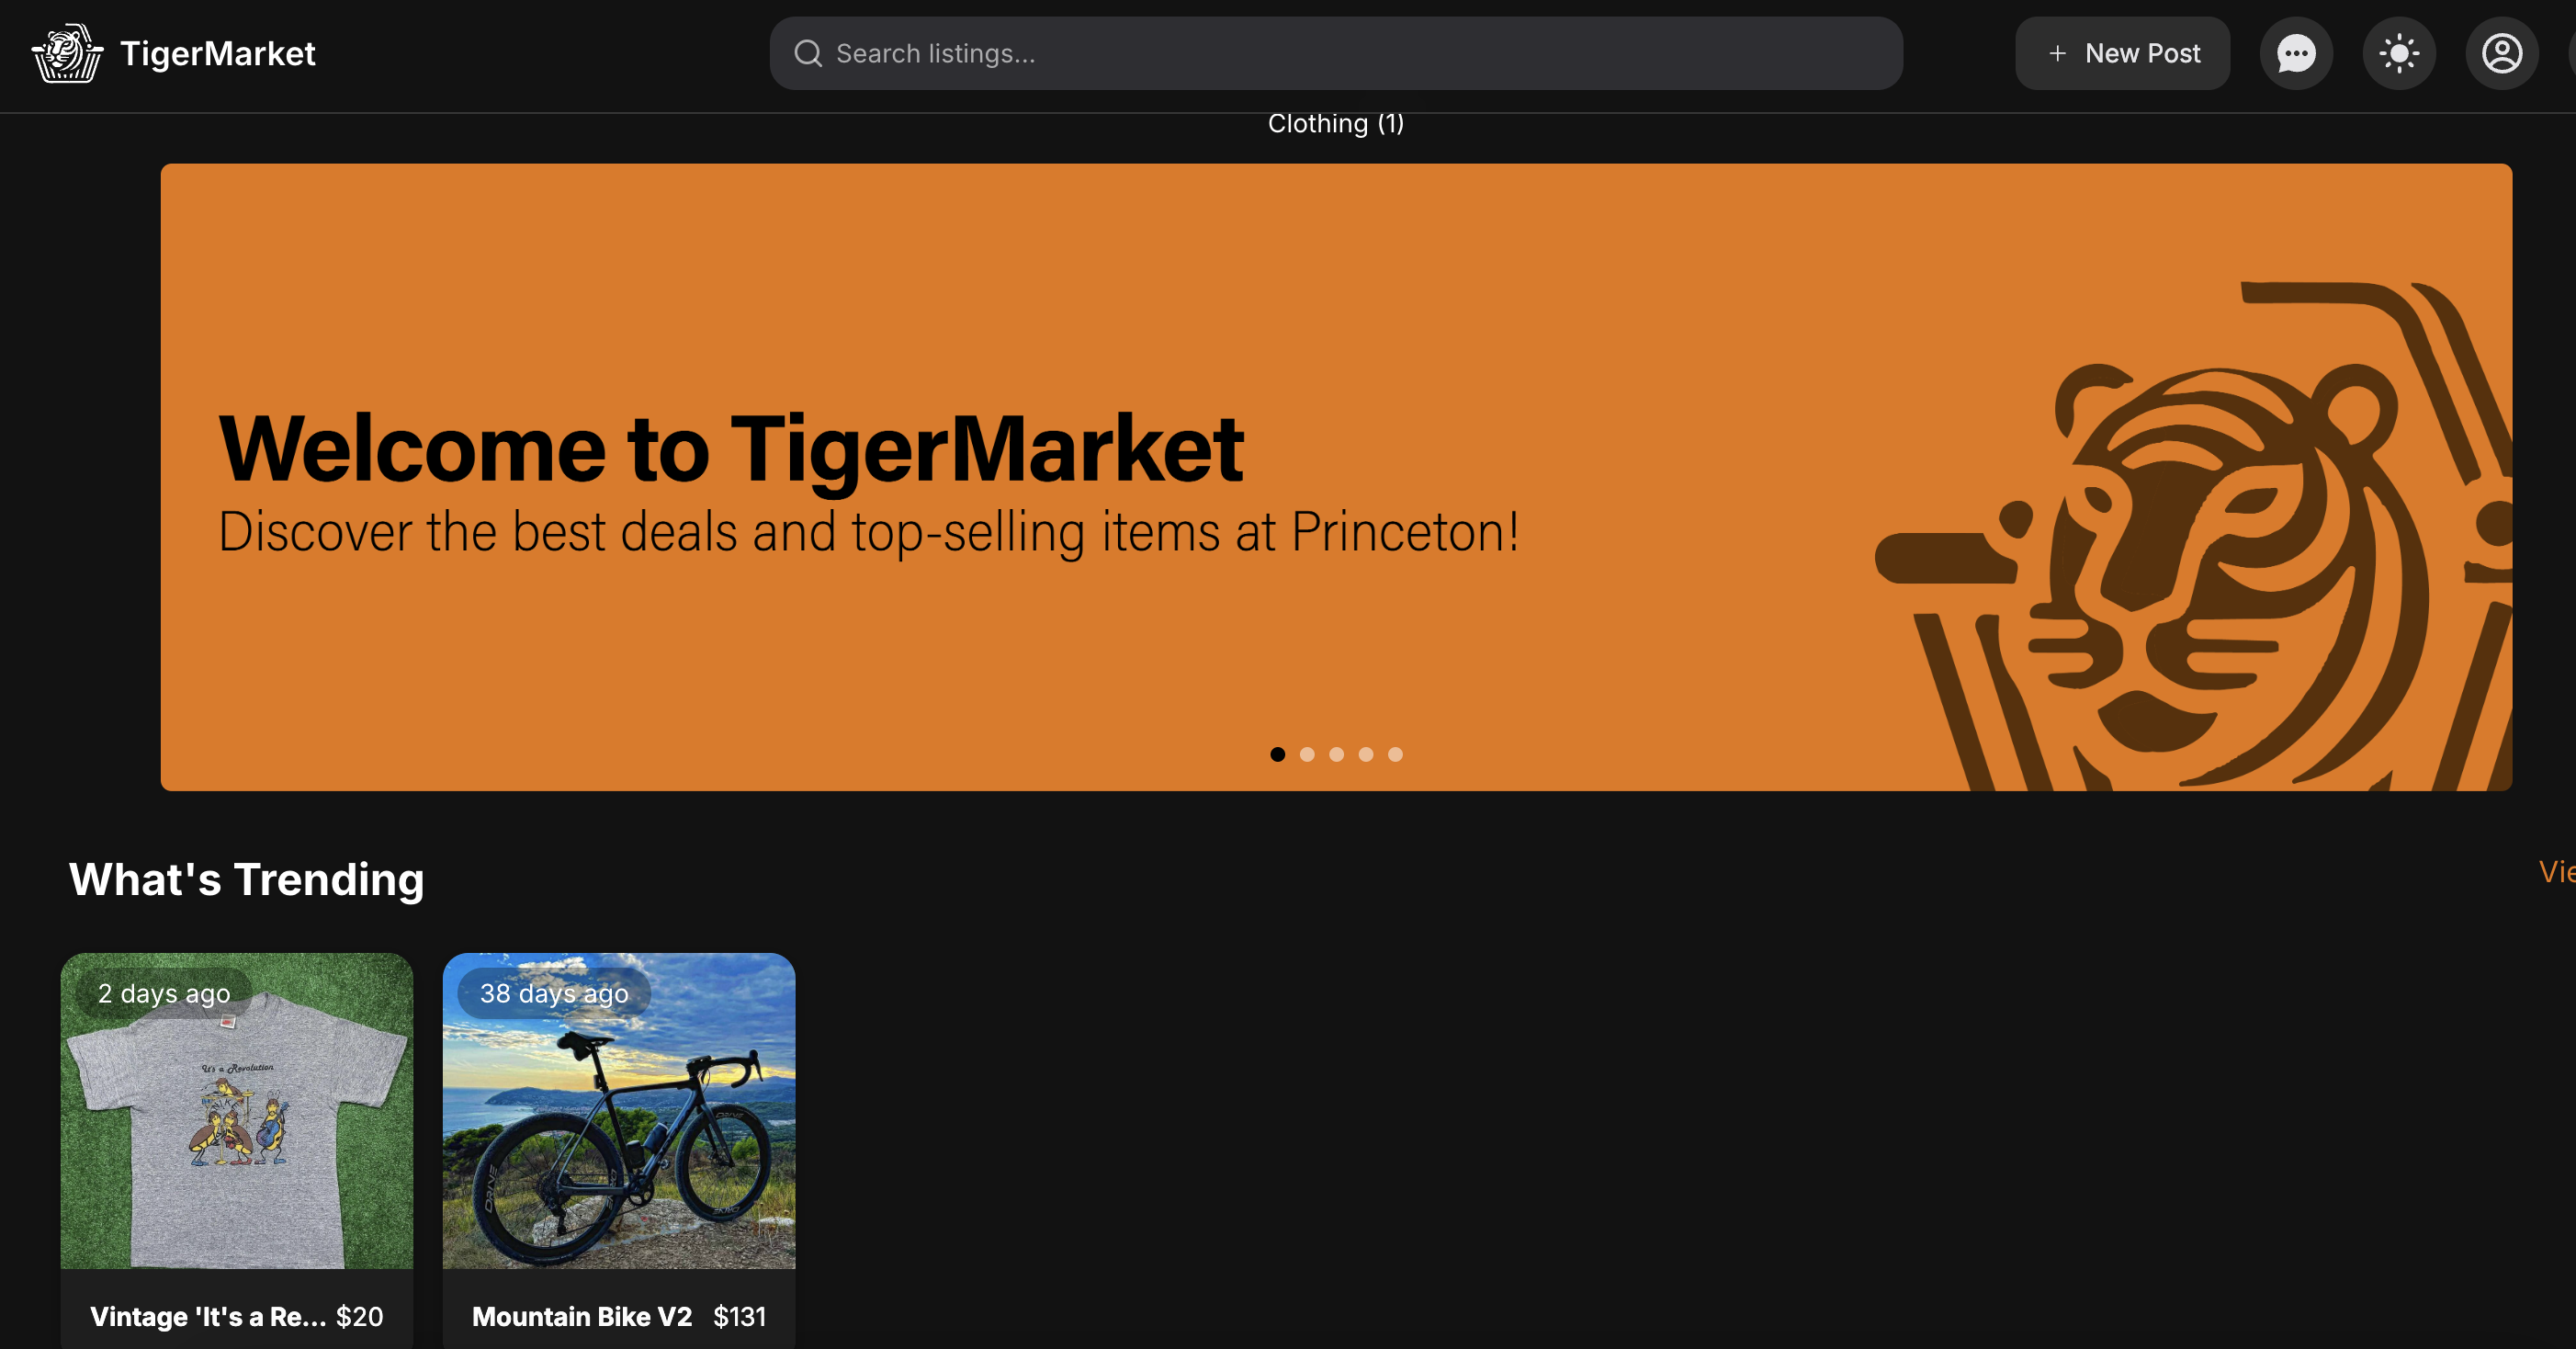 TigerMarket
Search listings...
+ New Post
Clothing (1)
Welcome to TigerMarket
Discover the best deals and top-selling items at Princeton!
What's Trending
2 days ago
38 days ago
It's a Revolution
DRIVE
DRIVE
Vintage 'It's a Re... $20
Mountain Bike V2 $131